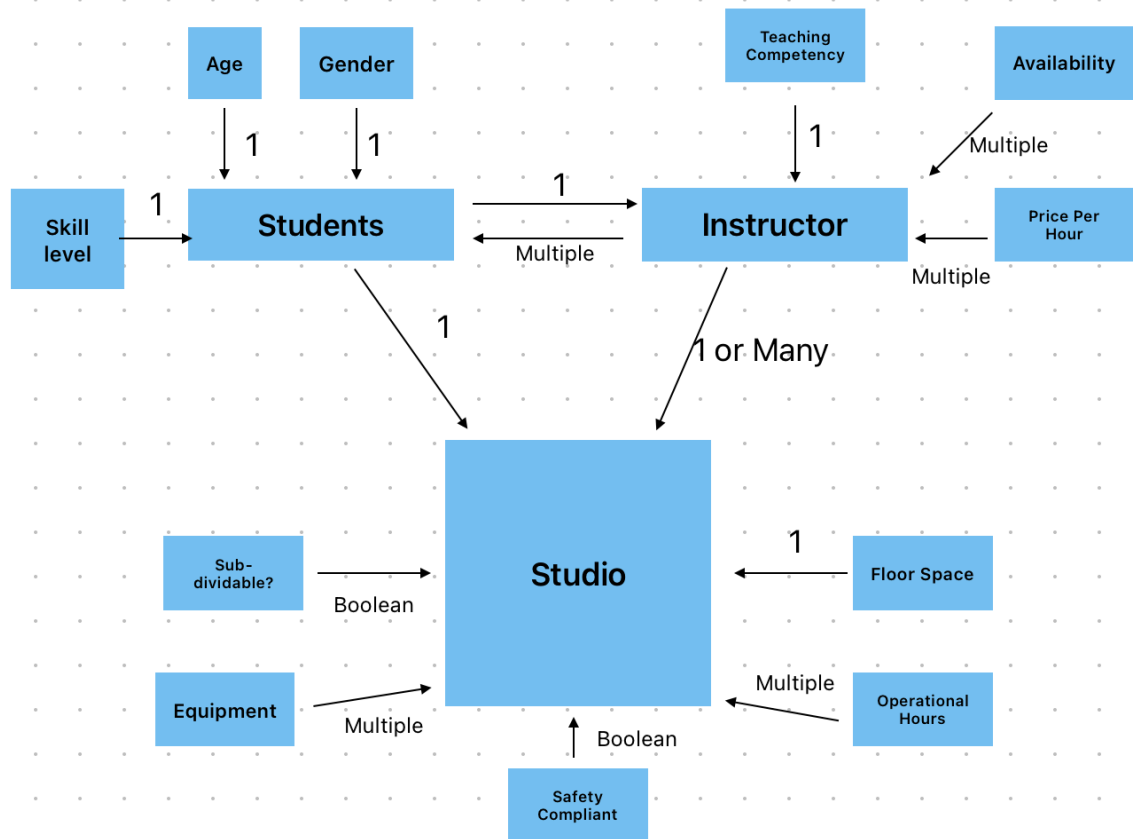 Age
Gender
Teaching
Competency
Availability
1
1
1
Multiple
Skill
level
1
Students
1
Multiple
Instructor
Price Per
Hour
Multiple
1
1 or Many
Studio
Sub-
dividable?
Boolean
1
Floor Space
Equipment
Multiple
Multiple
Operational
Hours
Boolean
Safety
Compliant